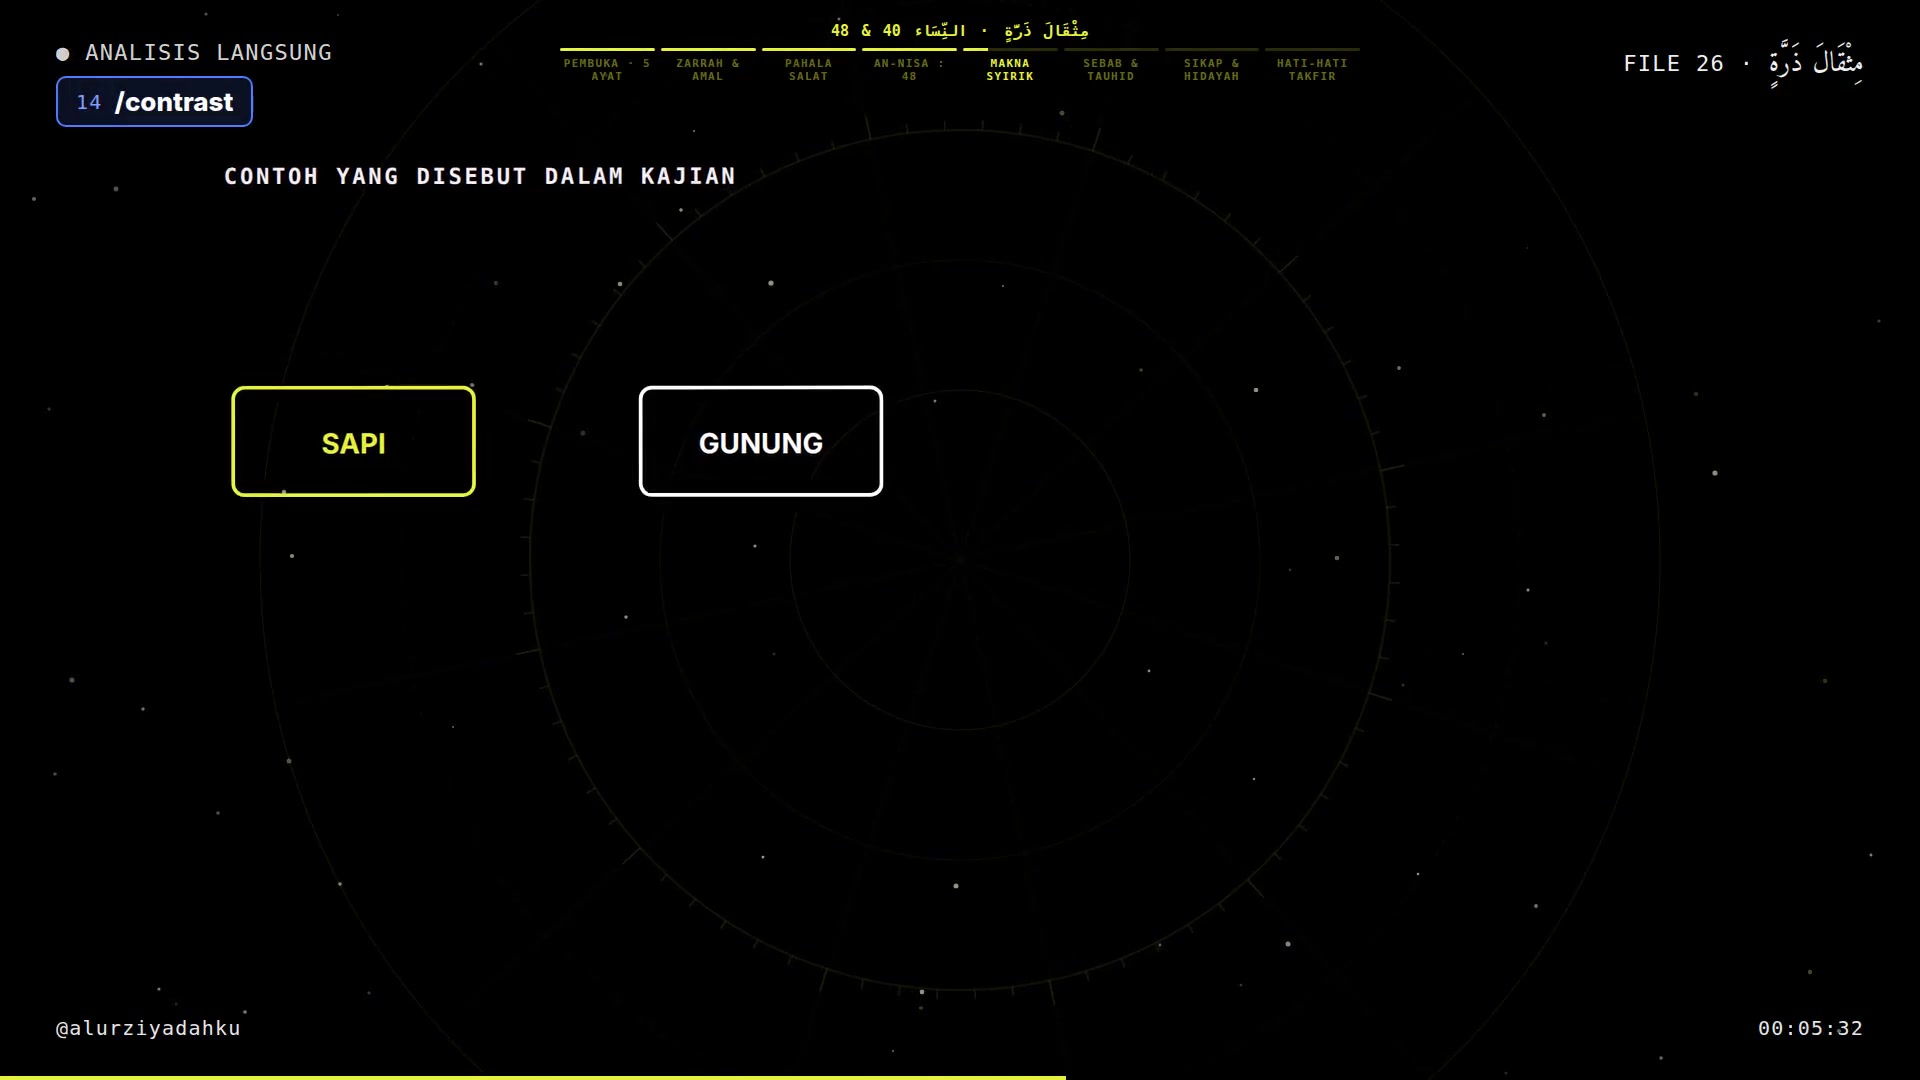 مِثْقَالَ ذَرَّةٍ · النِّسَاء 40 & 48
● ANALISIS LANGSUNG
14 /contrast
PEMBUKA · 5 AYAT
ZARRAH & AMAL
PAHALA SALAT
AN-NISA : 48
MAKNA SYIRIK
SEBAB & TAUHID
SIKAP & HIDAYAH
HATI-HATI TAKFIR
FILE 26 · مِثْقَالَ ذَرَّةٍ
CONTOH YANG DISEBUT DALAM KAJIAN
SAPI
GUNUNG
@alurziyadahku
00:05:32